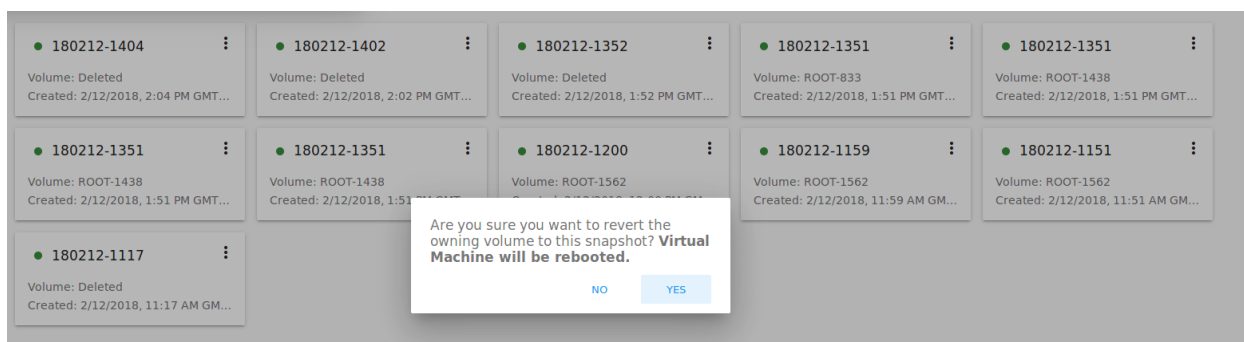 180212-1404
Volume: Deleted
Created: 2/12/2018, 2:04 PM GMT...
180212-1402
Volume: Deleted
Created: 2/12/2018, 2:02 PM GMT...
180212-1352
Volume: Deleted
Created: 2/12/2018, 1:52 PM GMT...
180212-1351
Volume: ROOT-833
Created: 2/12/2018, 1:51 PM GMT...
180212-1351
Volume: ROOT-1438
Created: 2/12/2018, 1:51 PM GMT...
180212-1351
Volume: ROOT-1438
Created: 2/12/2018, 1:51 PM GMT...
180212-1351
Volume: ROOT-1438
Created: 2/12/2018, 1:51
180212-1200
Volume: ROOT-1562
180212-1159
Volume: ROOT-1562
Created: 2/12/2018, 11:59 AM GM...
180212-1151
Volume: ROOT-1562
Created: 2/12/2018, 11:51 AM GM...
180212-1117
Volume: Deleted
Created: 2/12/2018, 11:17 AM GM...
Are you sure you want to revert the
owning volume to this snapshot? Virtual
Machine will be rebooted.
NO YES